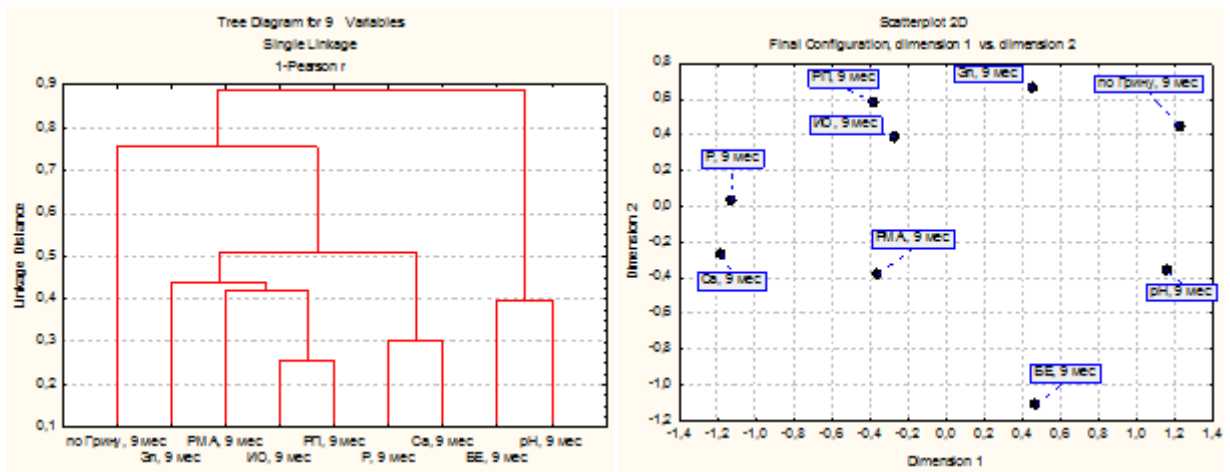 Tree Diagram for 9 Variables
Single Linkage
1-Pearson r
0,9
0,8
0,7
0,6
0,5
0,4
0,3
0,2
0,1
Linkage Distance
по Грину, 9 мес
РМА, 9 мес
РП, 9 мес
Са, 9 мес
рН, 9 мес
Эл, 9 мес
ИО, 9 мес
Р, 9 мес
БЕ, 9 мес
Scatterplot 2D
Final Configuration, dimension 1 vs. dimension 2
0,8
0,6
0,4
0,2
0,0
-0,2
-0,4
-0,6
-0,8
-1,0
-1,2
Dimension 2
РП, 9 мес
Эл, 9 мес
по Грину, 9 мес
ИО, 9 мес
Р, 9 мес
РМА, 9 мес
Са, 9 мес
рН, 9 мес
БЕ, 9 мес
-1,4 -1,2 -1,0 -0,8 -0,6 -0,4 -0,2 0,0 0,2 0,4 0,6 0,8 1,0 1,2 1,4
Dimension 1